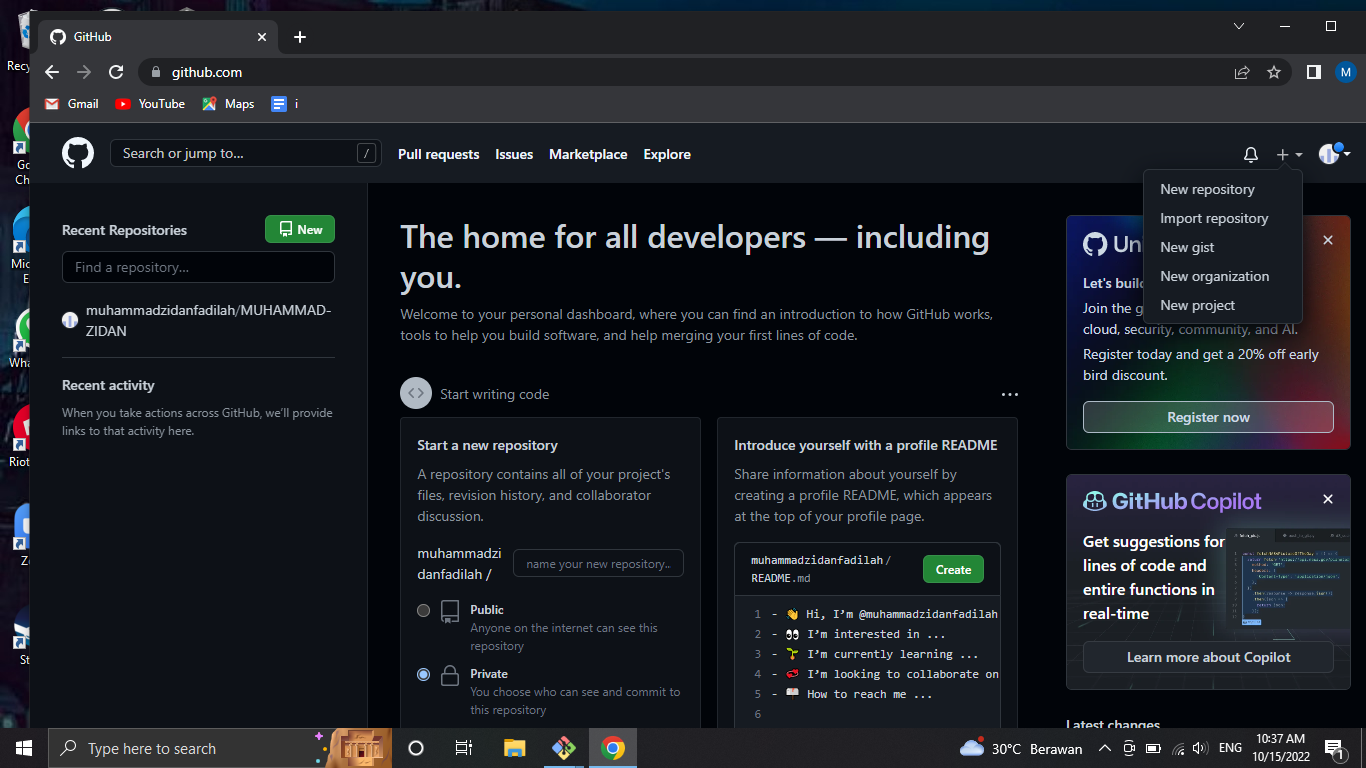 Recy
GitHub
github.com
M
Gmail
YouTube
Maps
i
Go
Ch
Mic
E
Wha
Riot
Ze
St
Search or jump to...
/
Pull requests
Issues
Marketplace
Explore
New repository
Import repository
New gist
New organization
New project
Recent Repositories
New
Find a repository...
muhammadzidanfadilah/MUHAMMAD-
ZIDAN
Recent activity
When you take actions across GitHub, we'll provide
links to that activity here.
The home for all developers — including
you.
Welcome to your personal dashboard, where you can find an introduction to how GitHub works,
tools to help you build software, and help merging your first lines of code.
Start writing code
Start a new repository
A repository contains all of your project's
files, revision history, and collaborator
discussion.
muhammadzi
danfadilah /
name your new repository..
Public
Anyone on the internet can see this
repository
Private
You choose who can see and commit to
this repository
Introduce yourself with a profile README
Share information about yourself by
creating a profile README, which appears
at the top of your profile page.
muhammadzidanfadilah/
README.md
Create
1 - 👋 Hi, I'm @muhammadzidanfadilah
2 - 👀 I'm interested in ...
3 - 🌱 I'm currently learning ...
4 - 💞️ I'm looking to collaborate on
5 - 📫 How to reach me ...
6
Un
Let's build
Join the g
cloud, security, community, and AI.
Register today and get a 20% off early
bird discount.
Register now
GitHub Copilot
Get suggestions for
lines of code and
entire functions in
real-time
Learn more about Copilot
Latest changes
Type here to search
30°C Berawan
ENG
10:37 AM
10/15/2022
1